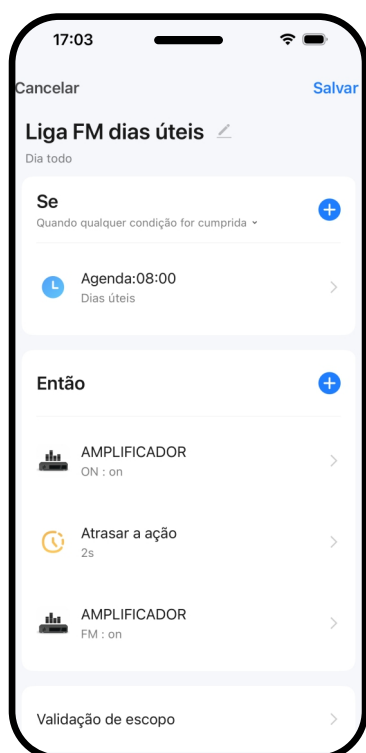 17:03
Cancelar
Salvar
Liga FM dias úteis
Dia todo
Se
Quando qualquer condição for cumprida
Agenda:08:00
Dias úteis
Então
AMPLIFICADOR
ON : on
Atrasar a ação
2s
AMPLIFICADOR
FM : on
Validação de escopo